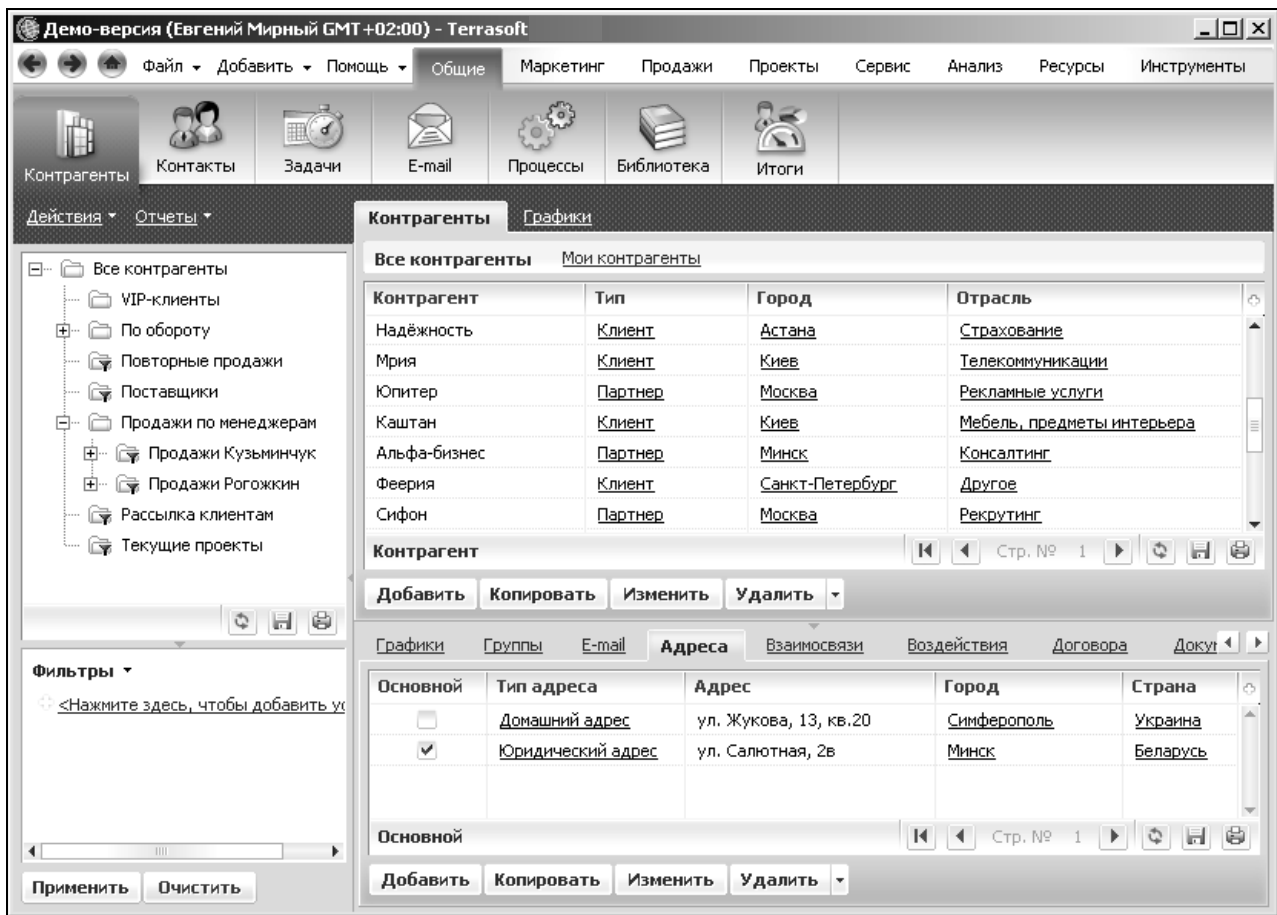 Демо-версия (Евгений Мирный GMT+02:00) - Terrasoft
Файл Добавить Помощь Общие Маркетинг Продажи Проекты Сервис Анализ Ресурсы Инструменты
Контрагенты Контакты Задачи E-mail Процессы Библиотека Итоги
Действия Отчеты
Все контрагенты
VIP-клиенты
По обороту
Повторные продажи
Поставщики
Продажи по менеджерам
Продажи Кузьминчук
Продажи Рогожкин
Рассылка клиентам
Текущие проекты
Фильтры
<Нажмите здесь, чтобы добавить ус
Применить Очистить
Контрагенты Графики
Все контрагенты Мои контрагенты
Контрагент Тип Город Отрасль
Надёжность Клиент Астана Страхование
Мрия Клиент Киев Телекоммуникации
Юпитер Партнер Москва Рекламные услуги
Каштан Клиент Киев Мебель, предметы интерьера
Альфа-бизнес Партнер Минск Консалтинг
Феерия Клиент Санкт-Петербург Другое
Сифон Партнер Москва Рекрутинг
Контрагент Стр. № 1
Добавить Копировать Изменить Удалить
Графики Группы E-mail Адреса Взаимосвязи Воздействия Договора Докум
Основной Тип адреса Адрес Город Страна
Домашний адрес ул. Жукова, 13, кв.20 Симферополь Украина
Юридический адрес ул. Салютная, 2в Минск Беларусь
Основной Стр. № 1
Добавить Копировать Изменить Удалить